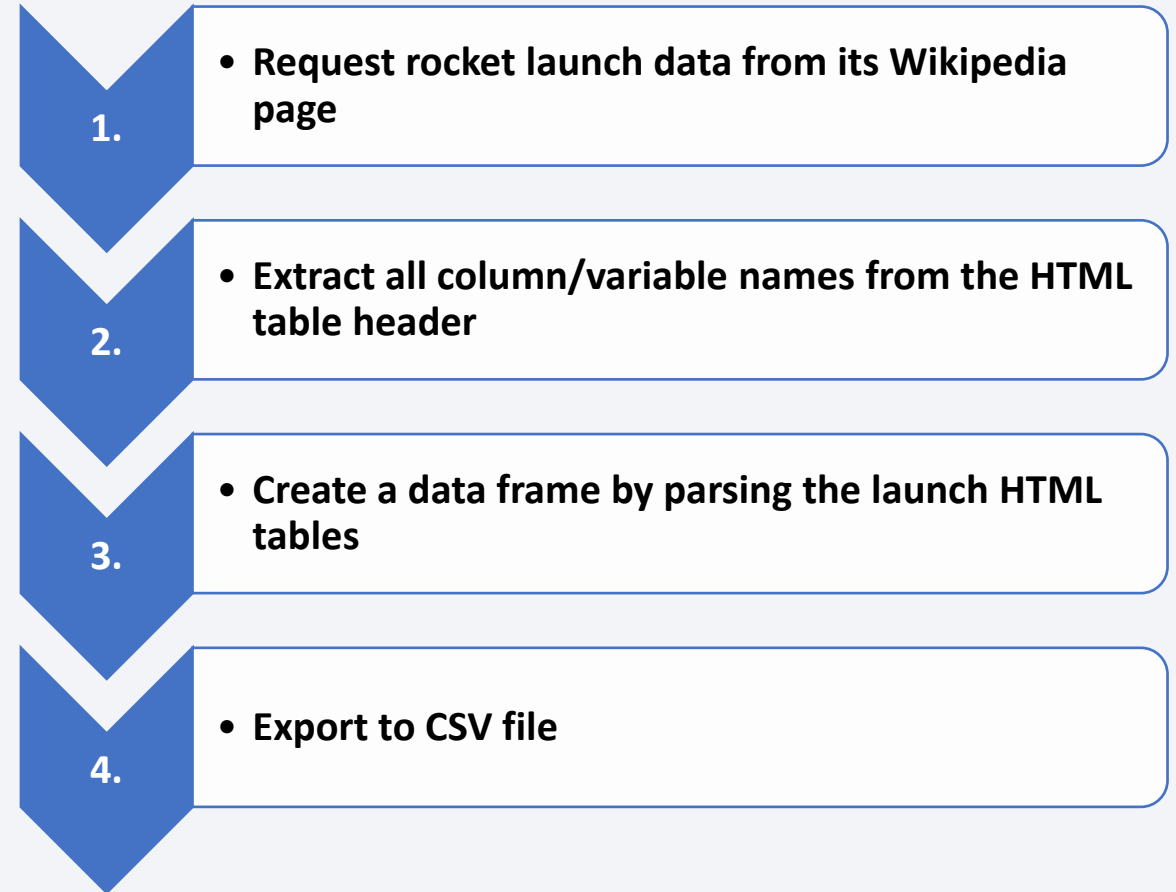 1.
• Request rocket launch data from its Wikipedia
page
2.
• Extract all column/variable names from the HTML
table header
3.
• Create a data frame by parsing the launch HTML
tables
4.
• Export to CSV file